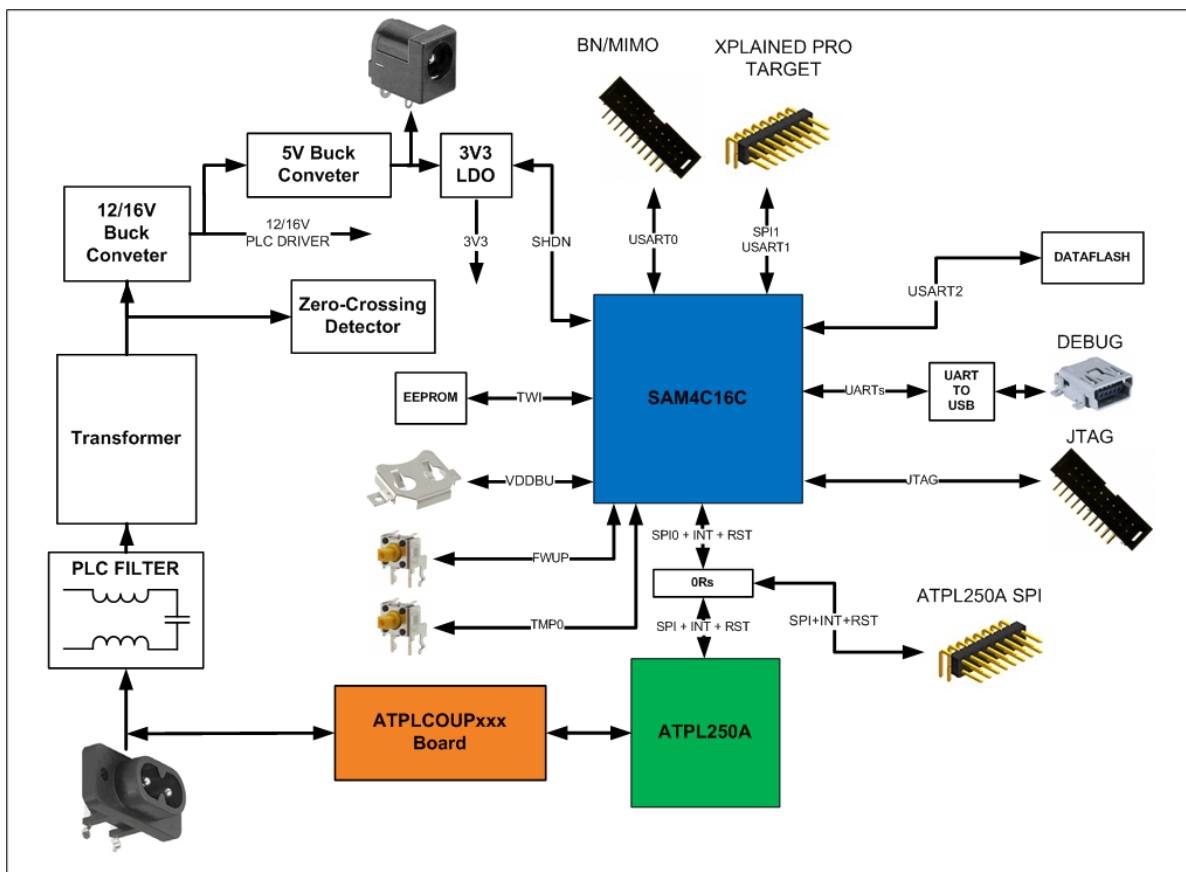 BN/MIMO
XPLAINED PRO
TARGET
5V Buck
Conveter
3V3
LDO
12/16V
Buck
Conveter
12/16V
PLC DRIVER
3V3
SHDN
USART0
SPI1
USART1
DATAFLASH
USART2
Zero-Crossing
Detector
DEBUG
EEPROM
TWI
SAM4C16C
UARTs
UART
TO
USB
Transformer
JTAG
VDDBU
JTAG
SPI0 + INT + RST
FWUP
PLC FILTER
0Rs
ATPL250A SPI
TMP0
SPI + INT + RST
SPI+INT+RST
ATPLCOUPxxx
Board
ATPL250A